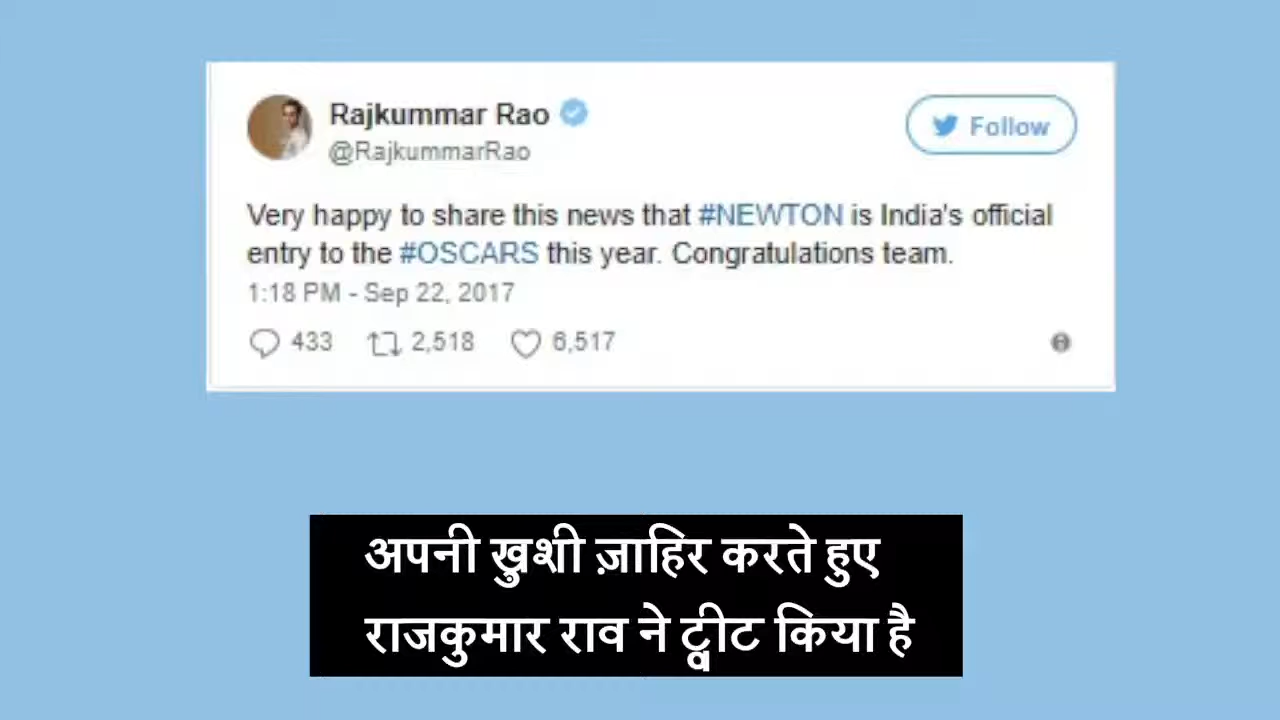 Rajkummar Rao
@RajkummarRao
Follow
Very happy to share this news that #NEWTON is India's official
entry to the #OSCARS this year. Congratulations team.
1:18 PM - Sep 22, 2017
433 2,518 6,517
अपनी ख़ुशी ज़ाहिर करते हुए
राजकुमार राव ने ट्वीट किया है